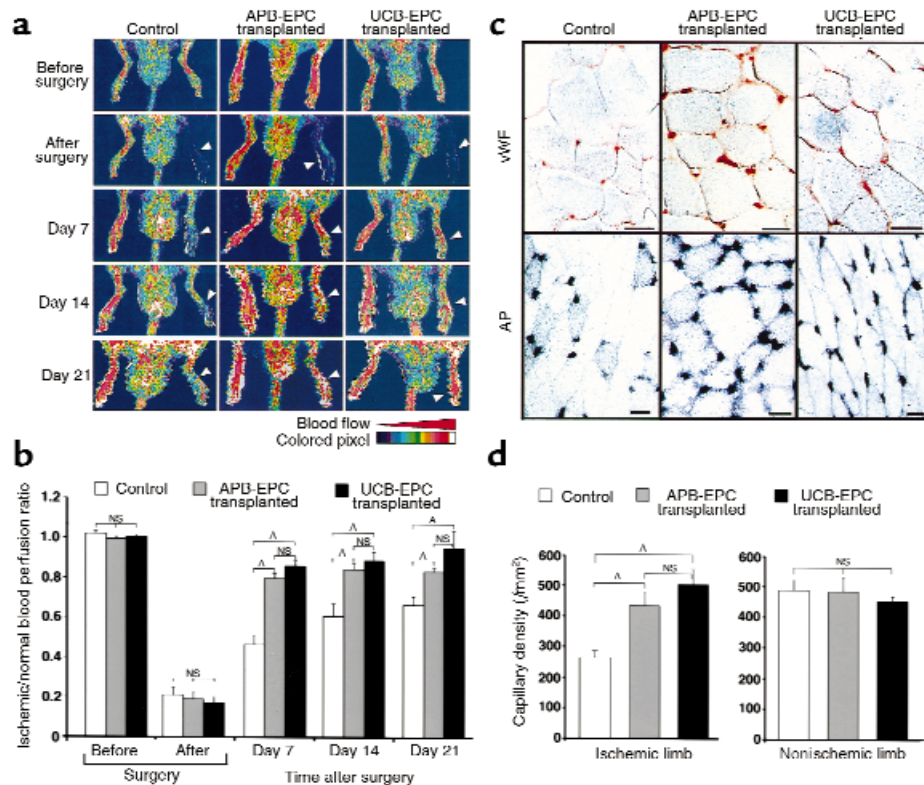 a
Control
APB-EPC
transplanted
UCB-EPC
transplanted
Before
surgery
After
surgery
Day 7
Day 14
Day 21
Blood flow
Colored pixel
c
Control
APB-EPC
transplanted
UCB-EPC
transplanted
vWF
AP
b
Control
APB-EPC
transplanted
UCB-EPC
transplanted
Ischemic/normal blood perfusion ratio
1.2
1.0
0.8
0.6
0.4
0.2
0
NS
NS
A
A
NS
A
A
NS
A
A
NS
Before
After
Day 7
Day 14
Day 21
Surgery
Time after surgery
d
Control
APB-EPC
transplanted
UCB-EPC
transplanted
Capillary density (/mm²)
600
500
400
300
200
100
0
A
A
NS
Ischemic limb
600
500
400
300
200
100
0
NS
Nonischemic limb